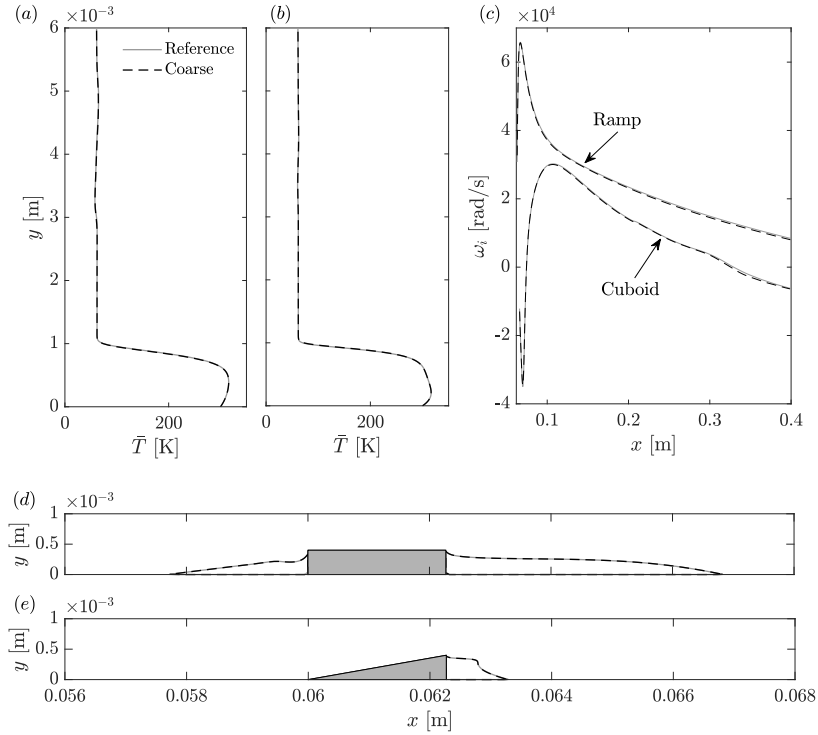 (a) ×10⁻³
6
5
4
3
2
1
0
y [m]
Reference
Coarse
0 200
T̄ [K]
(b)
0 200
T̄ [K]
(c) ×10⁴
6
4
2
0
-2
-4
ωᵢ [rad/s]
Ramp
Cuboid
0.1 0.2 0.3 0.4
x [m]
(d) ×10⁻³
1
0.5
0
y [m]
(e) ×10⁻³
1
0.5
0
y [m]
0.056 0.058 0.06 0.062 0.064 0.066 0.068
x [m]